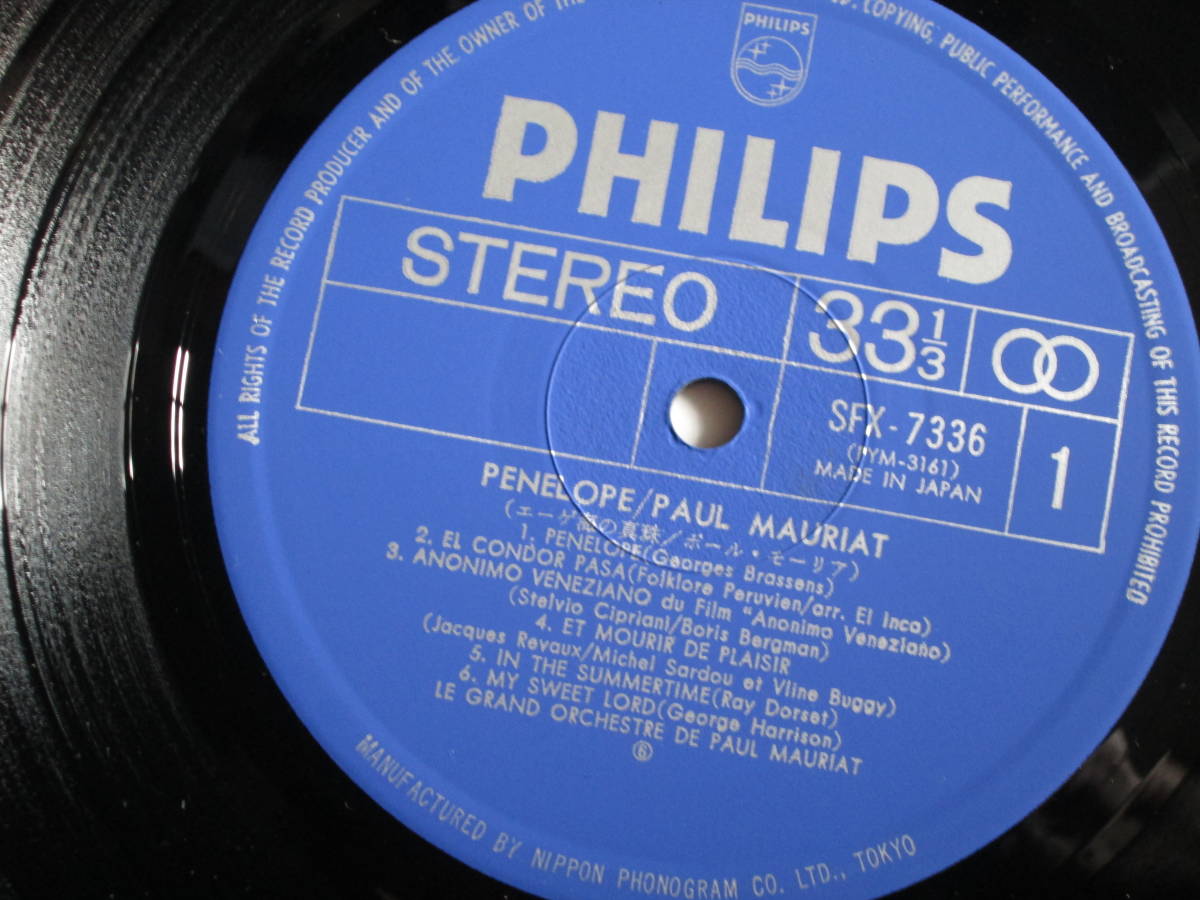 ALL RIGHTS OF THE RECORD PRODUCER AND OF THE OWNER OF THE
D. COPYING, PUBLIC PERFORMANCE AND BROADCASTING OF THIS RECORD PROHIBITED
PHILIPS
PHILIPS
STEREO
33 1/3
SFX-7336
(PYM-3161)
MADE IN JAPAN
1
PENELOPE/PAUL MAURIAT
(エーゲ海の真珠/ポール・モーリア)
1. PENELOPE(Georges Brassens)
2. EL CONDOR PASA(Folklore Peruvien/arr. El Inca)
3. ANONIMO VENEZIANO du Film "Anonimo Veneziano)
(Stelvio Cipriani/Boris Bergman)
4. ET MOURIR DE PLAISIR
(Jacques Revaux/Michel Sardou et Vline Buggy)
5. IN THE SUMMERTIME(Ray Dorset)
6. MY SWEET LORD(George Harrison)
LE GRAND ORCHESTRE DE PAUL MAURIAT
⑥
MANUFACTURED BY NIPPON PHONOGRAM CO. LTD., TOKYO